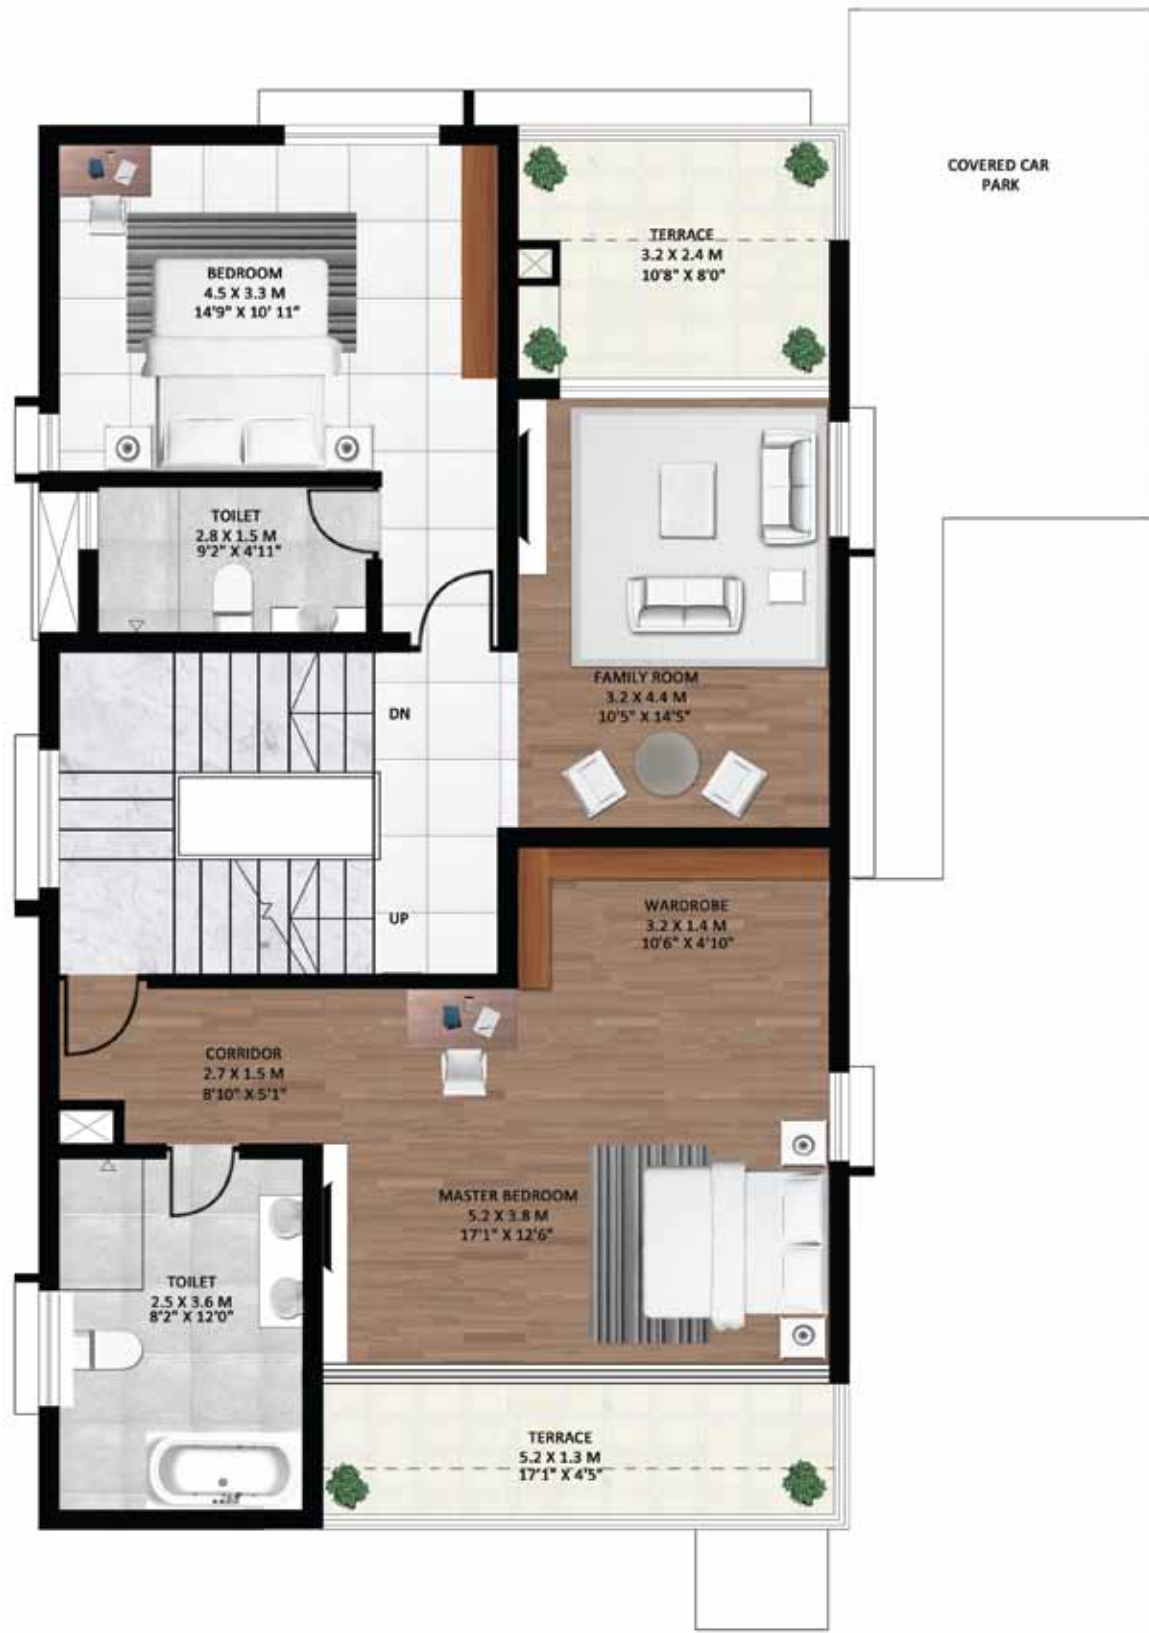 COVERED CAR
PARK
TERRACE
3.2 X 2.4 M
10'8" X 8'0"
BEDROOM
4.5 X 3.3 M
14'9" X 10' 11"
TOILET
2.8 X 1.5 M
9'2" X 4'11"
FAMILY ROOM
3.2 X 4.4 M
10'5" X 14'5"
DN
UP
WARDROBE
3.2 X 1.4 M
10'6" X 4'10"
CORRIDOR
2.7 X 1.5 M
8'10" X 5'1"
MASTER BEDROOM
5.2 X 3.8 M
17'1" X 12'6"
TOILET
2.5 X 3.6 M
8'2" X 12'0"
TERRACE
5.2 X 1.3 M
17'1" X 4'5"